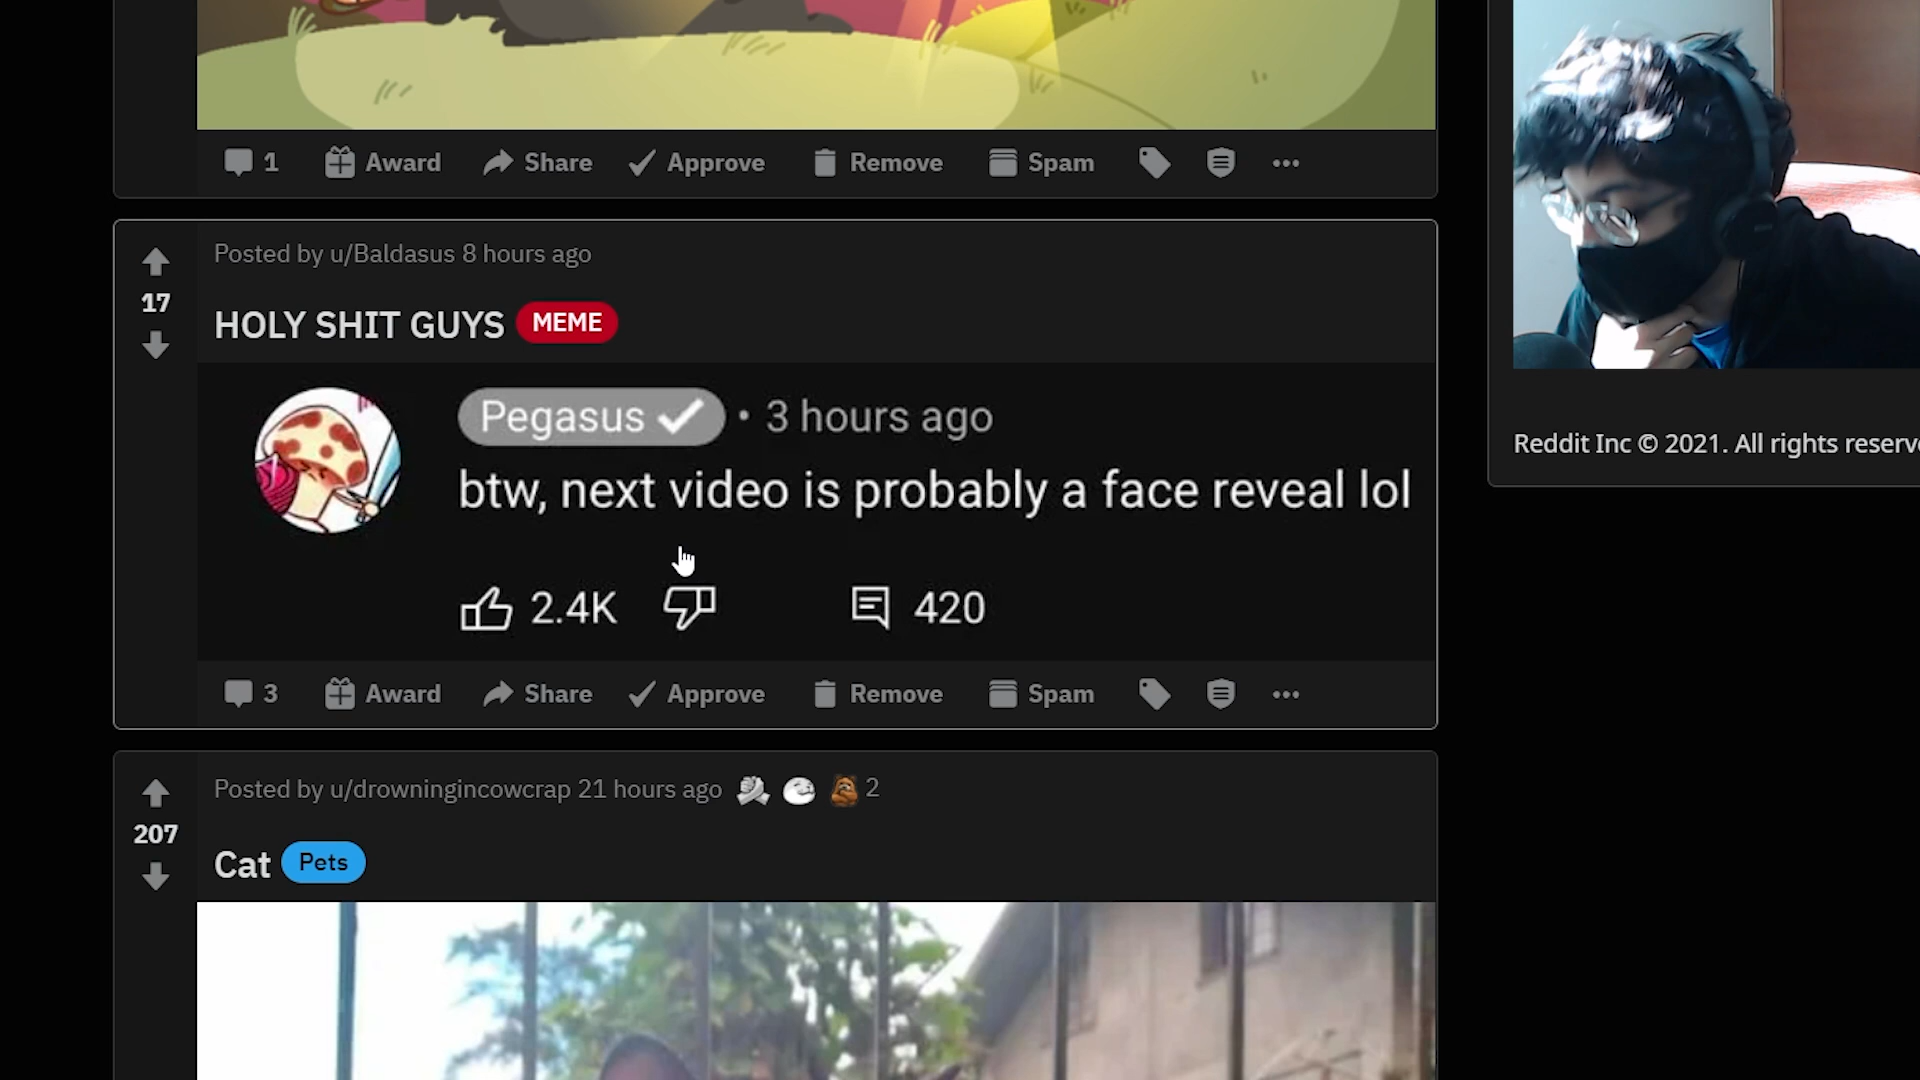 1 Award Share Approve Remove Spam
Posted by u/Baldasus 8 hours ago
17
HOLY SHIT GUYS MEME
Pegasus • 3 hours ago
btw, next video is probably a face reveal lol
2.4K 420
3 Award Share Approve Remove Spam
Posted by u/drowningincowcrap 21 hours ago 2
207
Cat Pets
Reddit Inc © 2021. All rights reserve